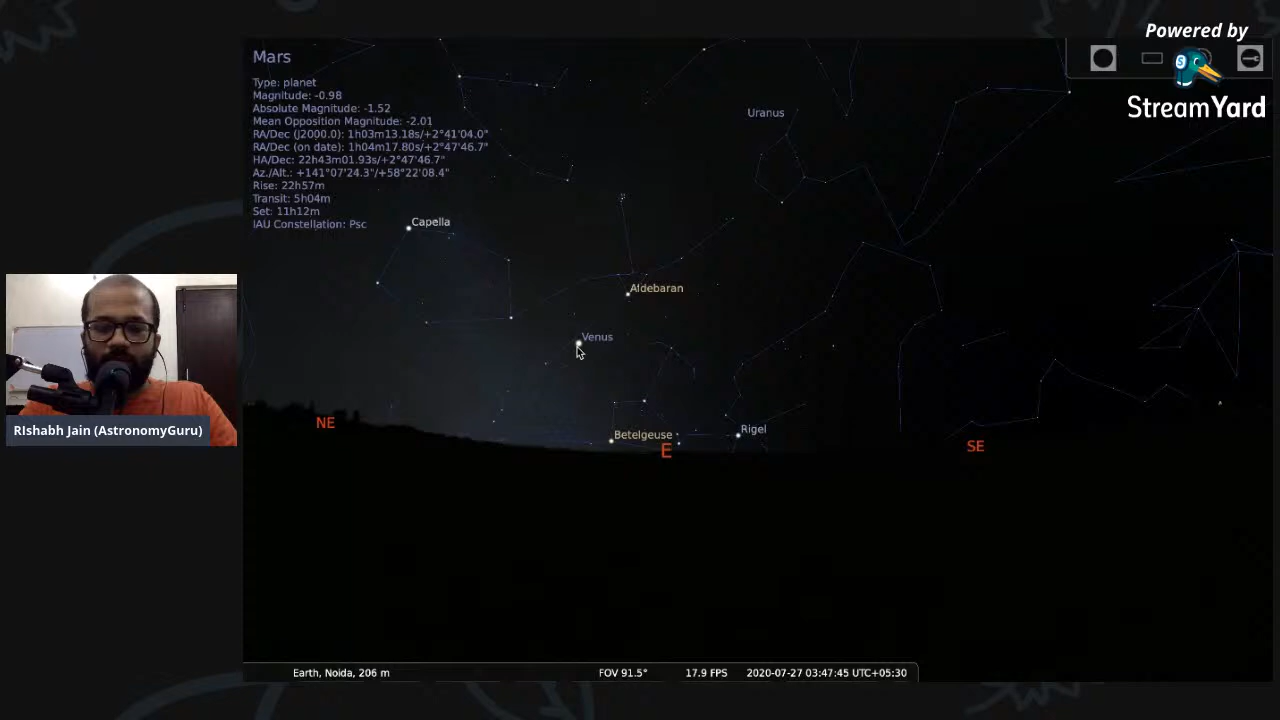 Powered by
StreamYard
Mars
Type: planet
Magnitude: -0.98
Absolute Magnitude: -1.52
Mean Opposition Magnitude: -2.01
RA/Dec (J2000.0): 1h03m13.18s/+2°41'04.0"
RA/Dec (on date): 1h04m17.80s/+2°47'46.7"
HA/Dec: 22h43m01.93s/+2°47'46.7"
Az./Alt.: +141°07'24.3"/+58°22'08.4"
Rise: 22h57m
Transit: 5h04m
Set: 11h12m
IAU Constellation: Psc
Uranus
Capella
Aldebaran
Venus
NE
Betelgeuse
Rigel
E
SE
RIshabh Jain (AstronomyGuru)
Earth, Noida, 206 m
FOV 91.5°
17.9 FPS
2020-07-27 03:47:45 UTC+05:30